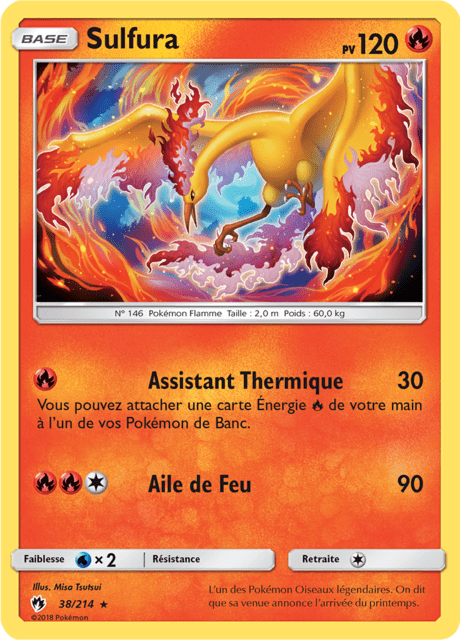 BASE Sulfura PV 120
N° 146 Pokémon Flamme Taille : 2,0 m Poids : 60,0 kg
Assistant Thermique 30
Vous pouvez attacher une carte Énergie de votre main
à l'un de vos Pokémon de Banc.
Aile de Feu 90
Faiblesse × 2 Résistance Retraite
Illus. Misa Tsutsui
38/214 ★
©2018 Pokémon
L'un des Pokémon Oiseaux légendaires. On dit
que sa venue annonce l'arrivée du printemps.